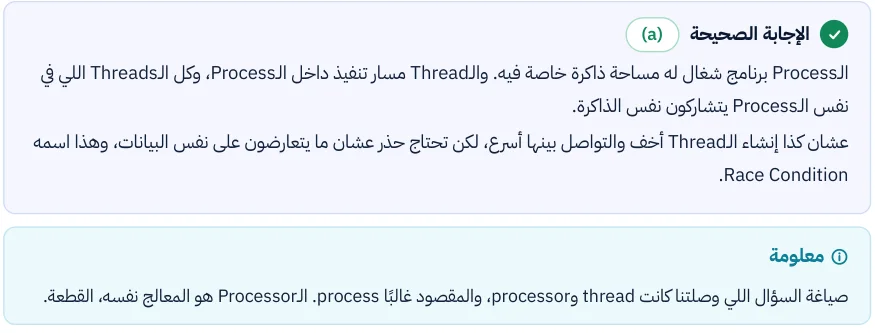 الإجابة الصحيحة (a)
الـProcess برنامج شغال له مساحة ذاكرة خاصة فيه. والـThread مسار تنفيذ داخل الـProcess، وكل الـThreads اللي في
نفس الـProcess يتشاركون نفس الذاكرة.
عشان كذا إنشاء الـThread أخف والتواصل بينها أسرع، لكن تحتاج حذر عشان ما يتعارضون على نفس البيانات، وهذا اسمه
Race Condition.
معلومة
صياغة السؤال اللي وصلتنا كانت thread وprocessor، والمقصود غالبًا process. الـProcessor هو المعالج نفسه، القطعة.